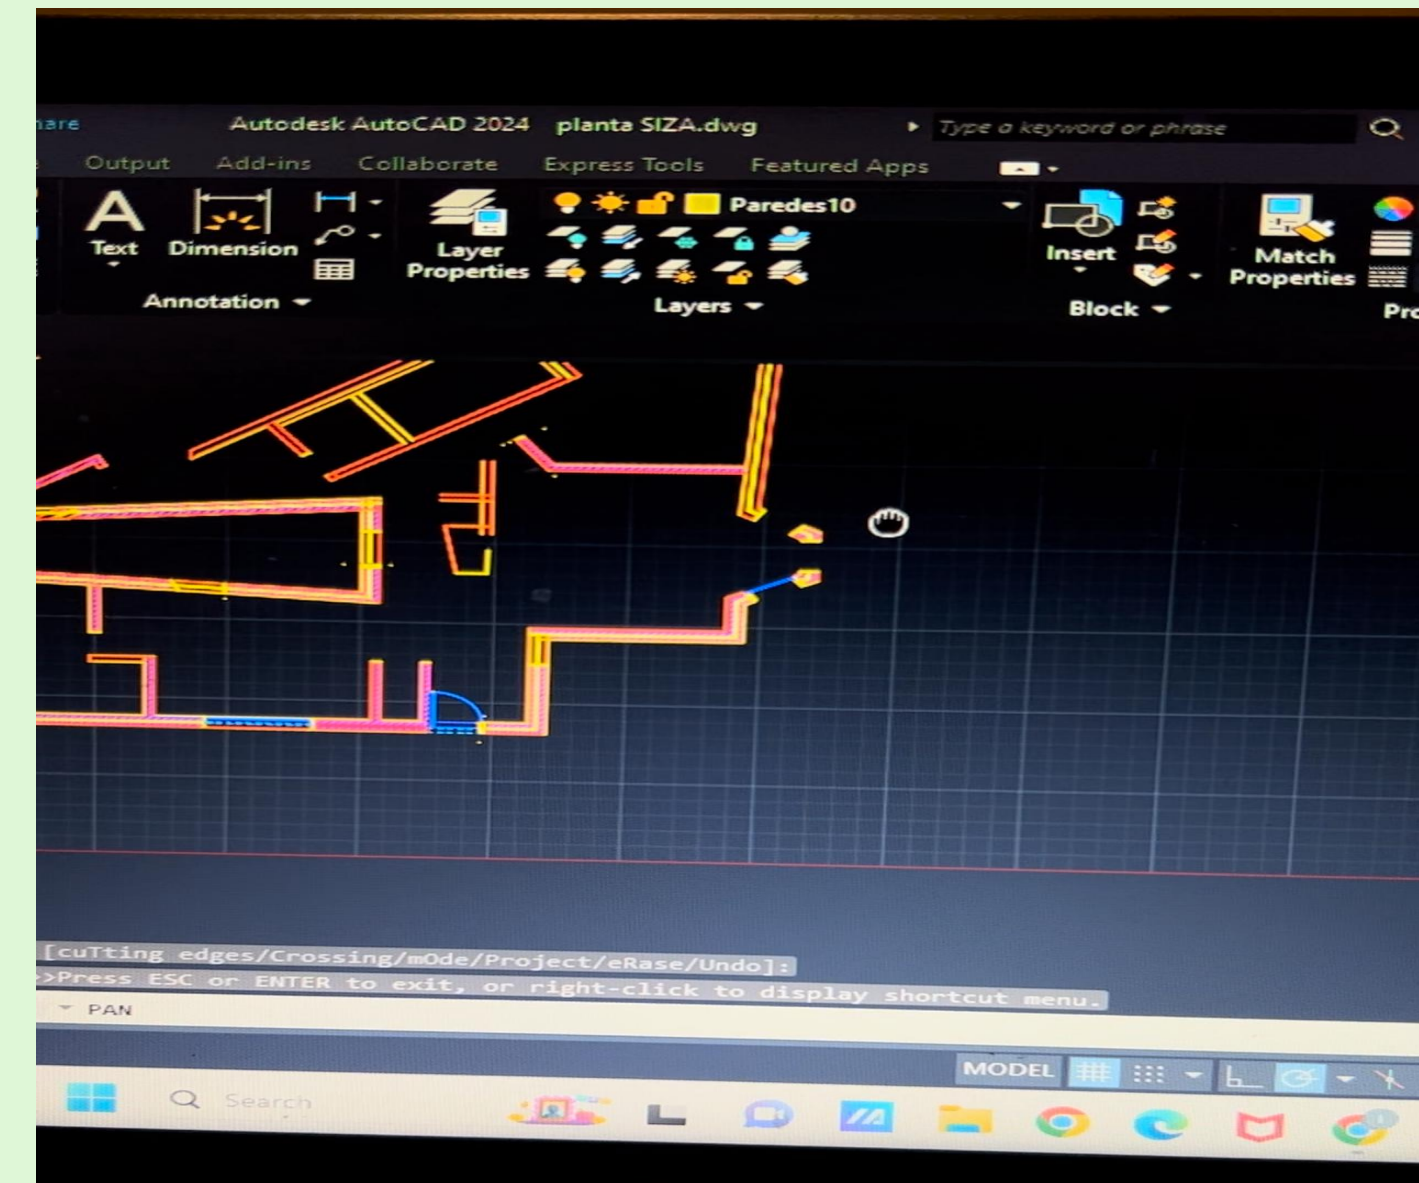 Autodesk AutoCAD 2024 planta SIZA.dwg Type a keyword or phrase
Output Add-ins Collaborate Express Tools Featured Apps
Paredes10
Text Dimension Layer Properties Insert Match Properties
Annotation Layers Block
[cuTting edges/Crossing/mOde/Project/eRase/Undo]:
>>Press ESC or ENTER to exit, or right-click to display shortcut menu.
PAN
MODEL
Search